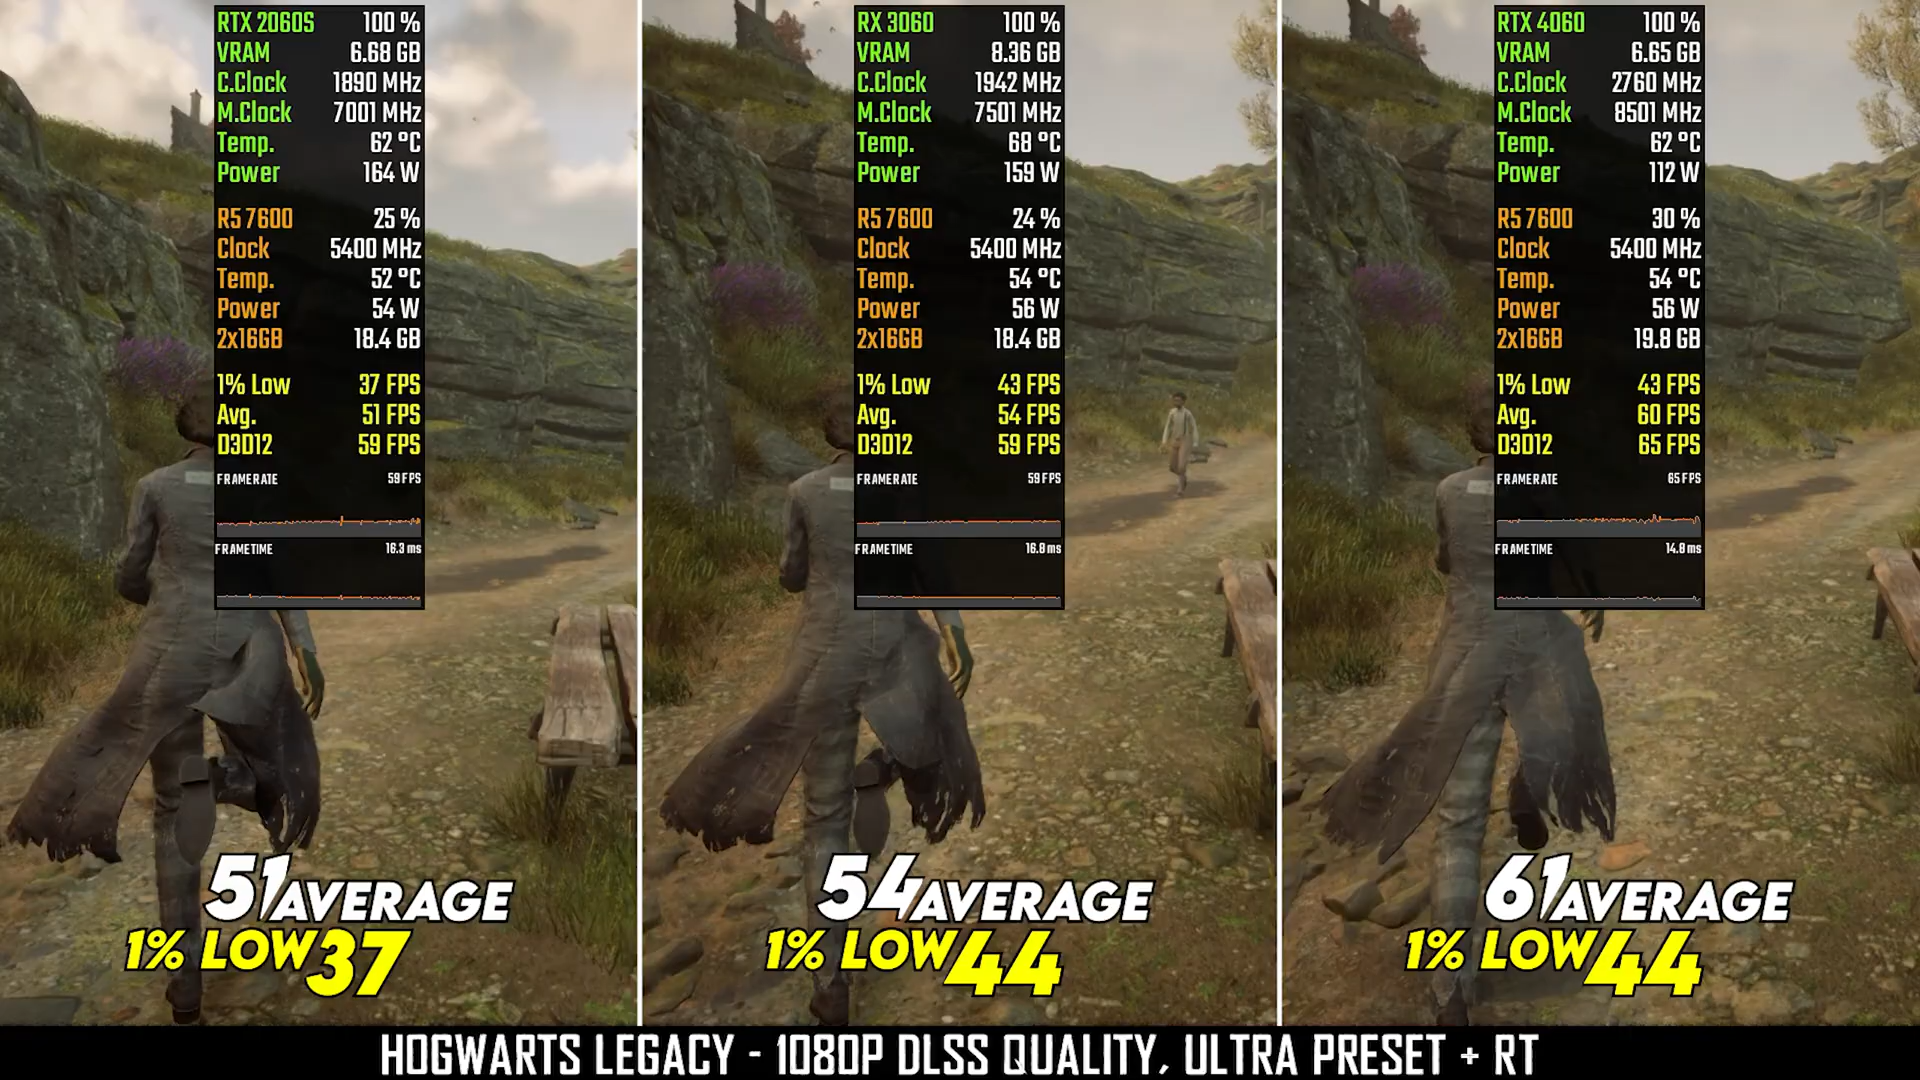 RTX 2060S 100 %
VRAM 6.68 GB
C.Clock 1890 MHz
M.Clock 7001 MHz
Temp. 62 °C
Power 164 W
R5 7600 25 %
Clock 5400 MHz
Temp. 52 °C
Power 54 W
2x16GB 18.4 GB
1% Low 37 FPS
Avg. 51 FPS
D3D12 59 FPS
FRAMERATE 59 FPS
FRAMETIME 16.3 ms
51 AVERAGE
1% LOW 37
RX 3060 100 %
VRAM 8.36 GB
C.Clock 1942 MHz
M.Clock 7501 MHz
Temp. 68 °C
Power 159 W
R5 7600 24 %
Clock 5400 MHz
Temp. 54 °C
Power 56 W
2x16GB 18.4 GB
1% Low 43 FPS
Avg. 54 FPS
D3D12 59 FPS
FRAMERATE 59 FPS
FRAMETIME 16.8 ms
54 AVERAGE
1% LOW 44
RTX 4060 100 %
VRAM 6.65 GB
C.Clock 2760 MHz
M.Clock 8501 MHz
Temp. 62 °C
Power 112 W
R5 7600 30 %
Clock 5400 MHz
Temp. 54 °C
Power 56 W
2x16GB 19.8 GB
1% Low 43 FPS
Avg. 60 FPS
D3D12 65 FPS
FRAMERATE 65 FPS
FRAMETIME 14.8 ms
61 AVERAGE
1% LOW 44
HOGWARTS LEGACY - 1080P DLSS QUALITY, ULTRA PRESET + RT